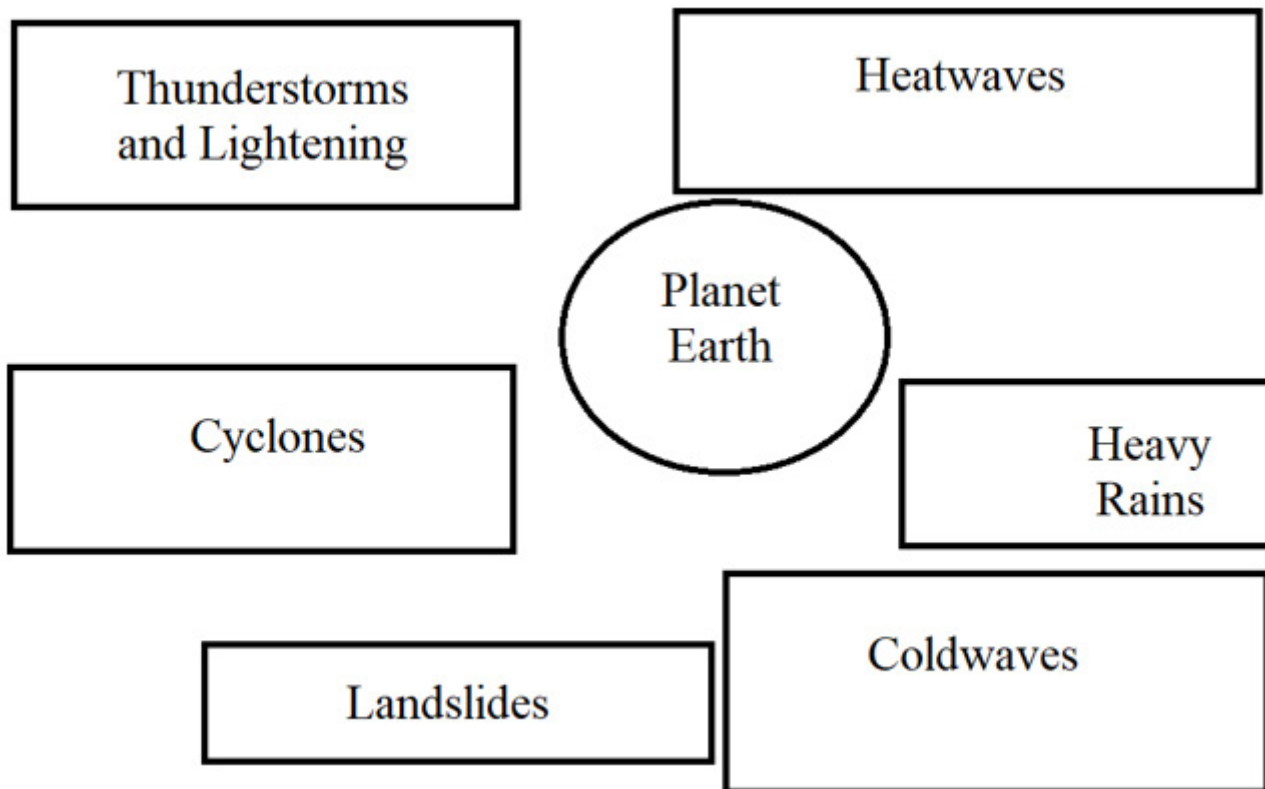 Thunderstorms
and Lightening
Heatwaves
Planet
Earth
Cyclones
Heavy
Rains
Landslides
Coldwaves